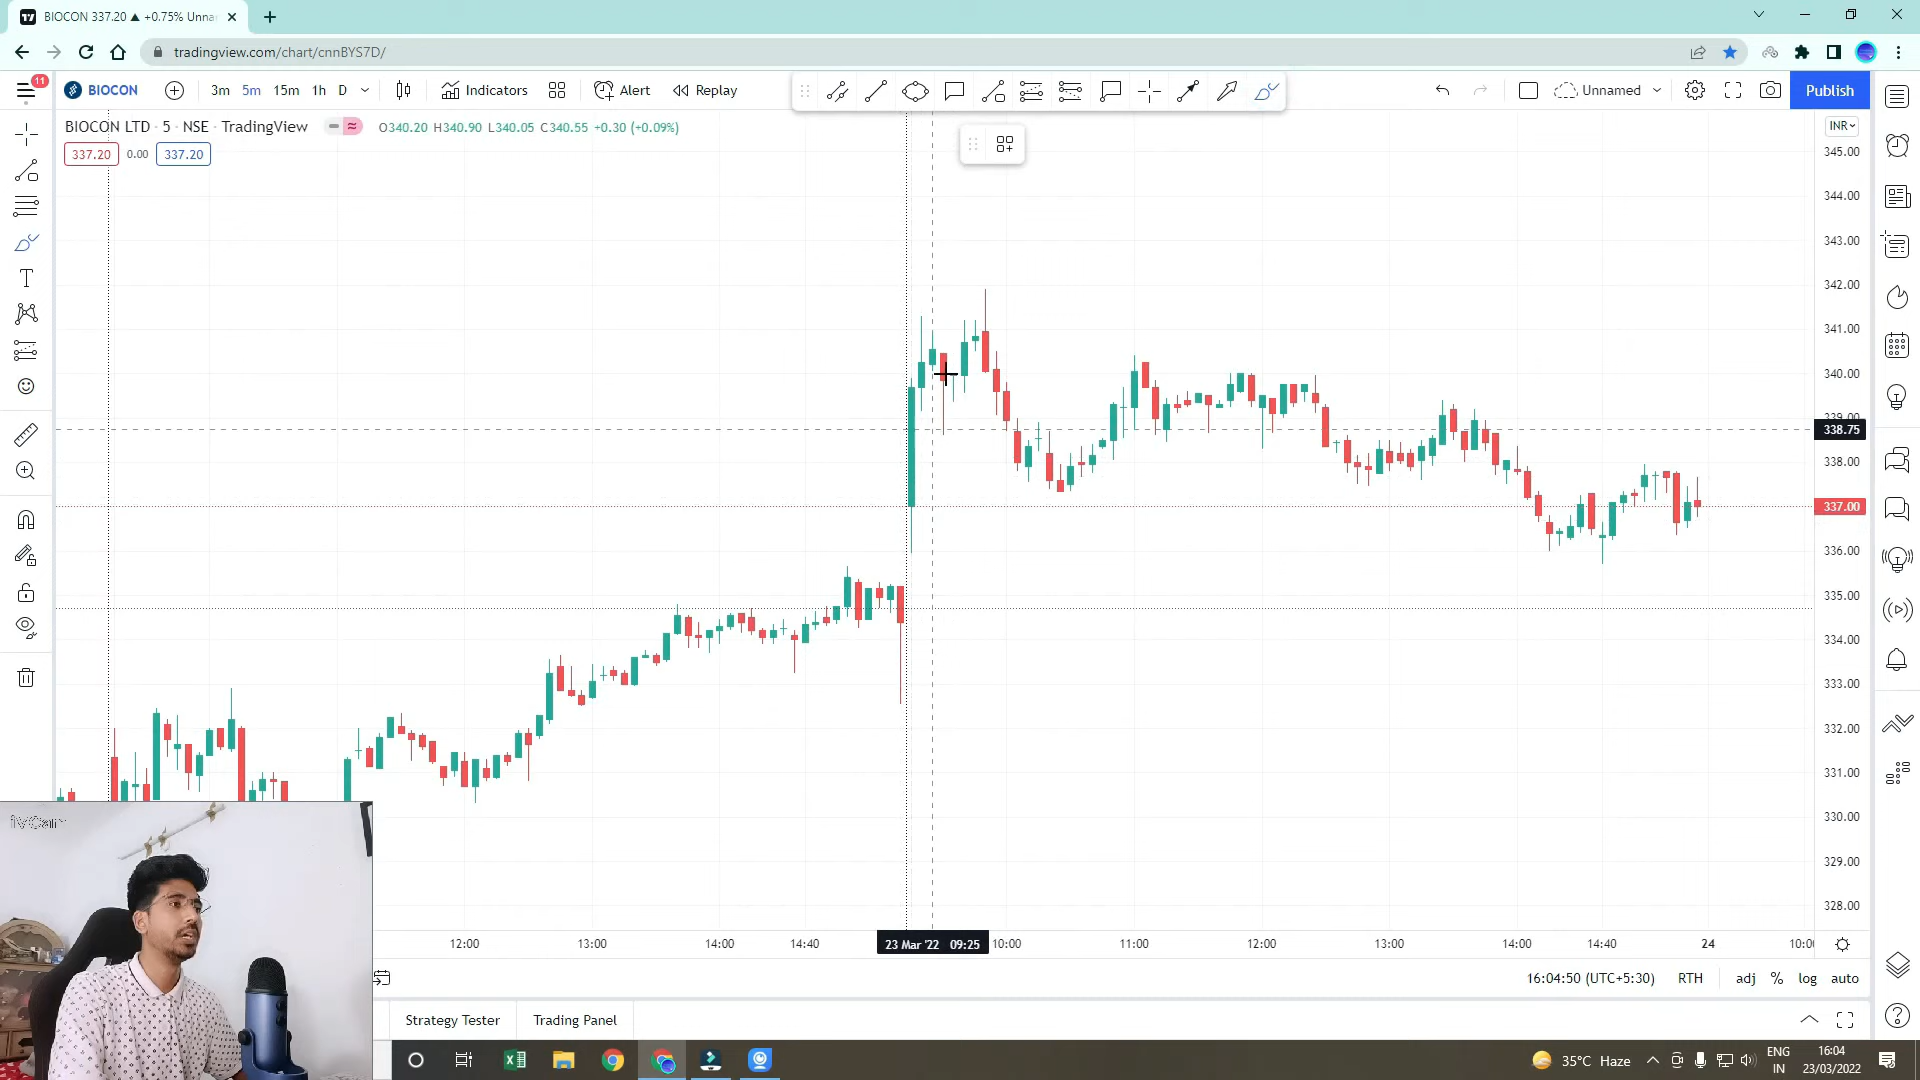 BIOCON 337.20 ▲ +0.75% Unna
tradingview.com/chart/cnnBYS7D/
11
BIOCON
3m 5m 15m 1h D
Indicators
Alert
Replay
Unnamed
Publish
BIOCON LTD · 5 · NSE · TradingView
O340.20 H340.90 L340.05 C340.55 +0.30 (+0.09%)
337.20 0.00 337.20
INR
345.00
344.00
343.00
342.00
341.00
340.00
339.00
338.75
338.00
337.00
336.00
335.00
334.00
333.00
332.00
331.00
330.00
329.00
328.00
12:00 13:00 14:00 14:40 23 Mar '22 09:25 10:00 11:00 12:00 13:00 14:00 14:40 24 10:0
16:04:50 (UTC+5:30) RTH adj % log auto
Strategy Tester Trading Panel
35°C Haze
ENG
IN
16:04
23/03/2022